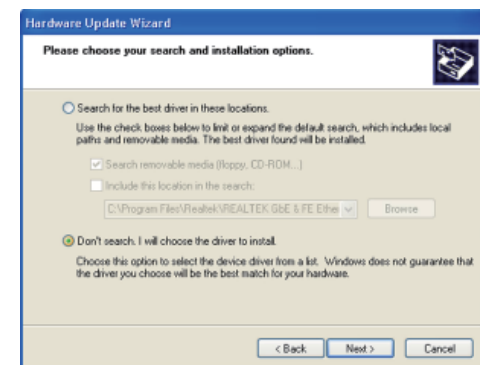 Hardware Update Wizard
Please choose your search and installation options.
Search for the best driver in these locations.
Use the check boxes below to limit or expand the default search, which includes local
paths and removable media. The best driver found will be installed.
Search removable media (floppy, CD-ROM...)
Include this location in the search:
C:\Program Files\Realtek\REALTEK GbE & FE Ether
Browse
Don't search. I will choose the driver to install.
Choose this option to select the device driver from a list. Windows does not guarantee that
the driver you choose will be the best match for your hardware.
< Back Next > Cancel